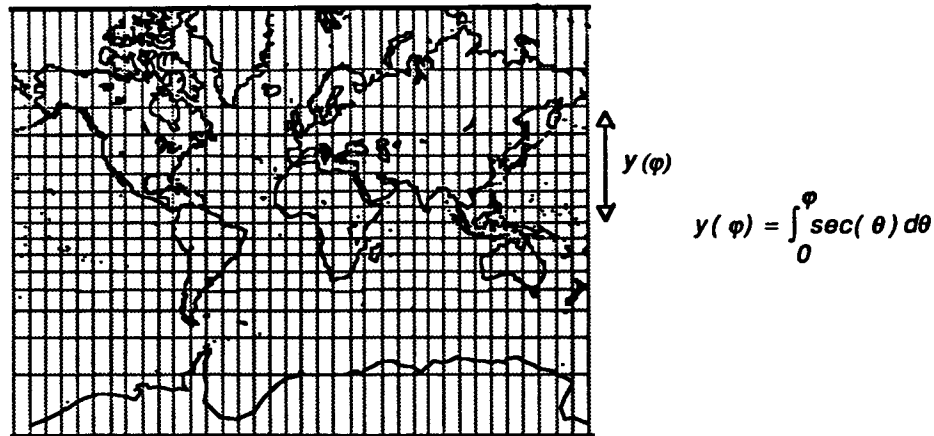 y(φ)
y( φ) = ∫₀^φ sec( θ) dθ